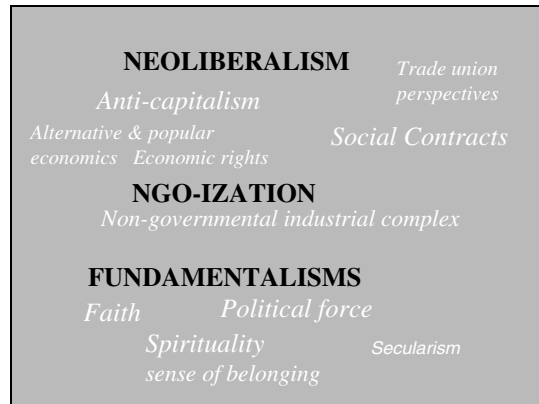 NEOLIBERALISM
Trade union
perspectives
Anti-capitalism
Alternative & popular
economics Economic rights
Social Contracts
NGO-IZATION
Non-governmental industrial complex
FUNDAMENTALISMS
Faith
Political force
Spirituality
Secularism
sense of belonging